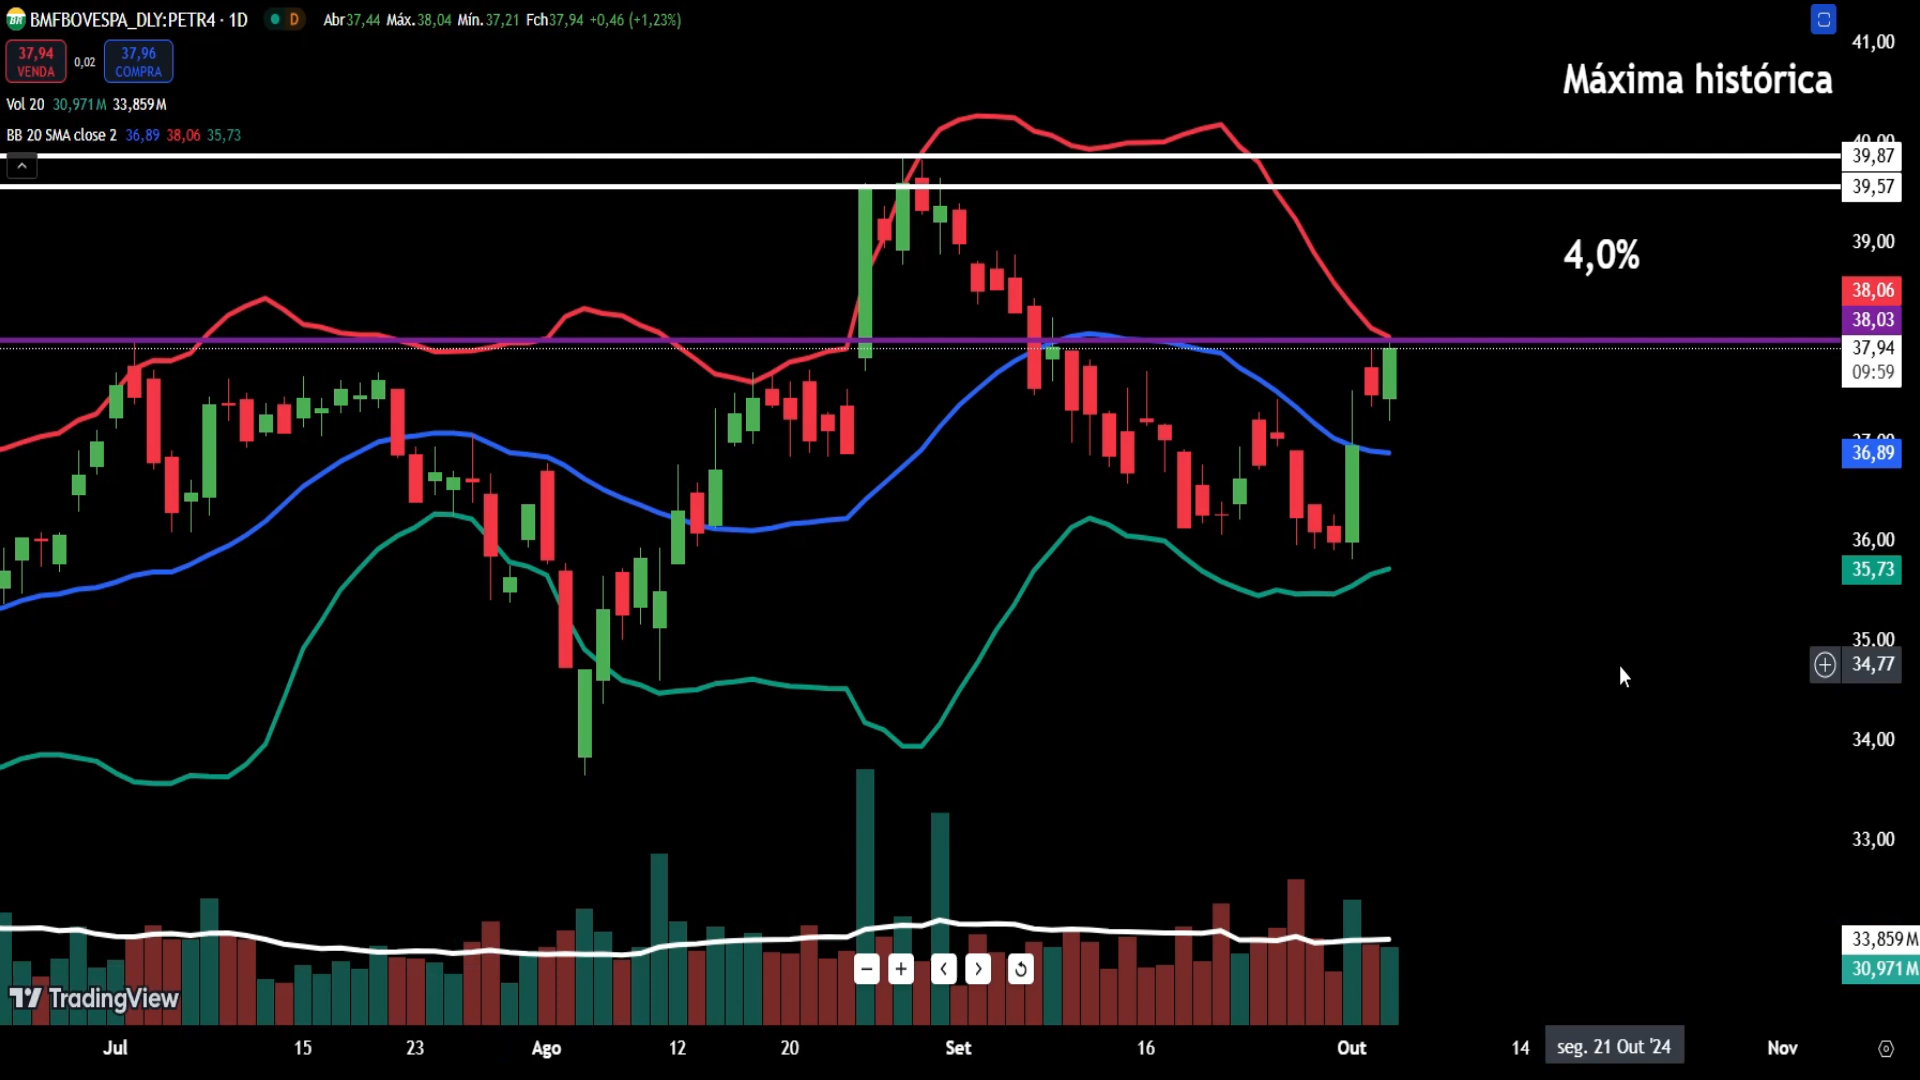 BMFBOVESPA_DLY:PETR4 · 1D D Abr37,44 Máx.38,04 Mín.37,21 Fch37,94 +0,46 (+1,23%)
37,94 VENDA
0,02
37,96 COMPRA
Vol 20 30,971M 33,859M
BB 20 SMA close 2 36,89 38,06 35,73
Máxima histórica
4,0%
41,00
40,00
39,87
39,57
39,00
38,06
38,03
37,94
09:59
37,00
36,89
36,00
35,73
35,00
34,77
34,00
33,00
33,859M
30,971M
TradingView
Jul 15 23 Ago 12 20 Set 16 Out 14 seg. 21 Out '24 Nov